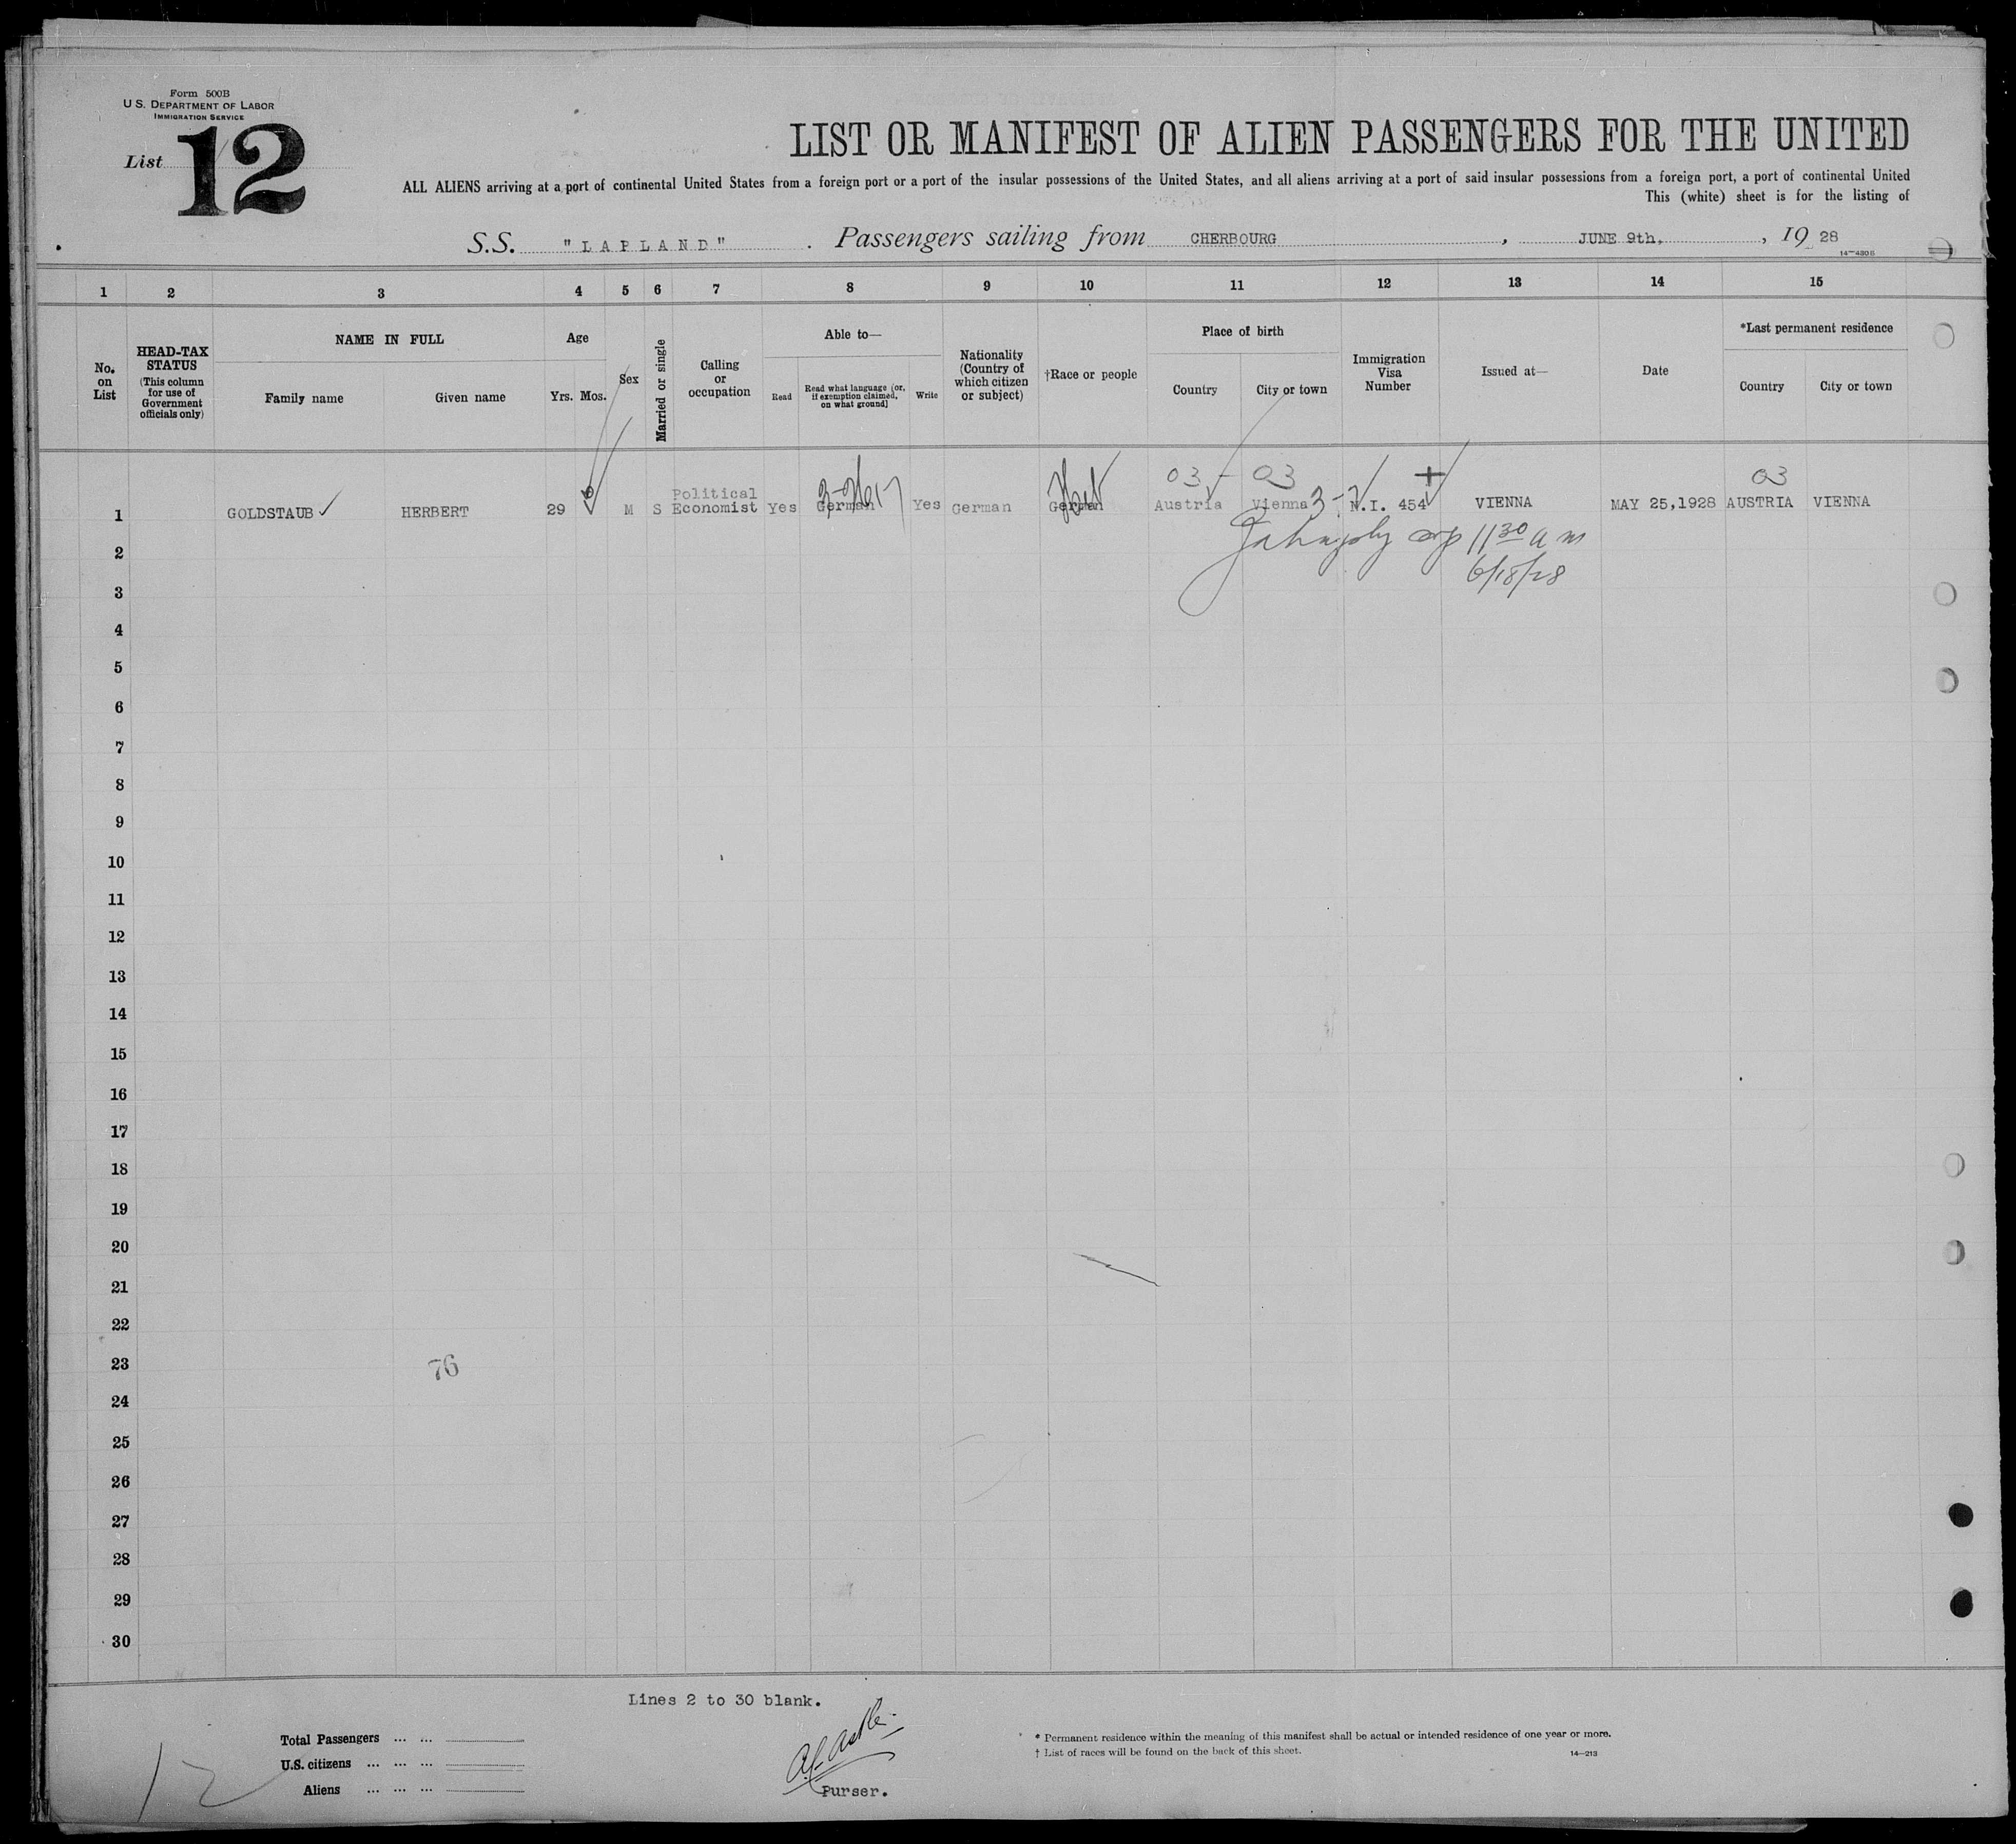 Form 500B
U.S. DEPARTMENT OF LABOR
IMMIGRATION SERVICE
List 12
LIST OR MANIFEST OF ALIEN PASSENGERS FOR THE UNITED
ALL ALIENS arriving at a port of continental United States from a foreign port or a port of the insular possessions of the United States, and all aliens arriving at a port of said insular possessions from a foreign port, a port of continental United
This (white) sheet is for the listing of
S.S. "LAPLAND". Passengers sailing from CHERBOURG, JUNE 9th., 19 28
14—430B
1 2 3 4 5 6 7 8 9 10 11 12 13 14 15
No. on List
HEAD-TAX STATUS (This column for use of Government officials only)
NAME IN FULL
Family name Given name
Age
Yrs. Mos.
Sex
Married or single
Calling or occupation
Able to—
Read
Read what language (or, if exemption claimed, on what ground)
Write
Nationality (Country of which citizen or subject)
†Race or people
Place of birth
Country City or town
Immigration Visa Number
Issued at—
Date
*Last permanent residence
Country City or town
03 - 03 03
1 GOLDSTAUB HERBERT 29 M S Political Economist Yes German Yes German German Austria Vienna 3- N.I. 454 VIENNA MAY 25,1928 AUSTRIA VIENNA
11 30 a m
6/18/28
2
3
4
5
6
7
8
9
10
11
12
13
14
15
16
17
18
19
20
21
22
23
76
24
25
26
27
28
29
30
Lines 2 to 30 blank.
Total Passengers ... ...
U.S. citizens ... ... ...
Aliens ... ... ...
12
Purser.
* Permanent residence within the meaning of this manifest shall be actual or intended residence of one year or more.
† List of races will be found on the back of this sheet.
14—213